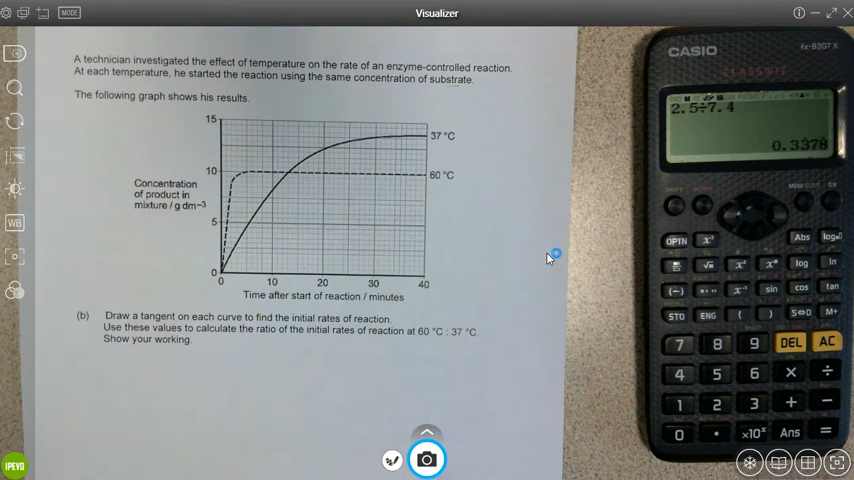 Visualizer
MODE
A technician investigated the effect of temperature on the rate of an enzyme-controlled reaction.
At each temperature, he started the reaction using the same concentration of substrate.
The following graph shows his results.
15
10
5
0
Concentration
of product in
mixture / g dm⁻³
37 °C
60 °C
0 10 20 30 40
Time after start of reaction / minutes
(b) Draw a tangent on each curve to find the initial rates of reaction.
Use these values to calculate the ratio of the initial rates of reaction at 60 °C : 37 °C.
Show your working.
WB
IPEVO
CASIO
fx-83GT X
CLASSWIZ
2.5÷7.4
0.3378
SHIFT ALPHA MENU ON
OPTN Abs
log ln
(−) sin cos tan
STO ENG ( ) S⇔D M+
7 8 9 DEL AC
4 5 6 × ÷
1 2 3 + −
0 • ×10ˣ Ans =